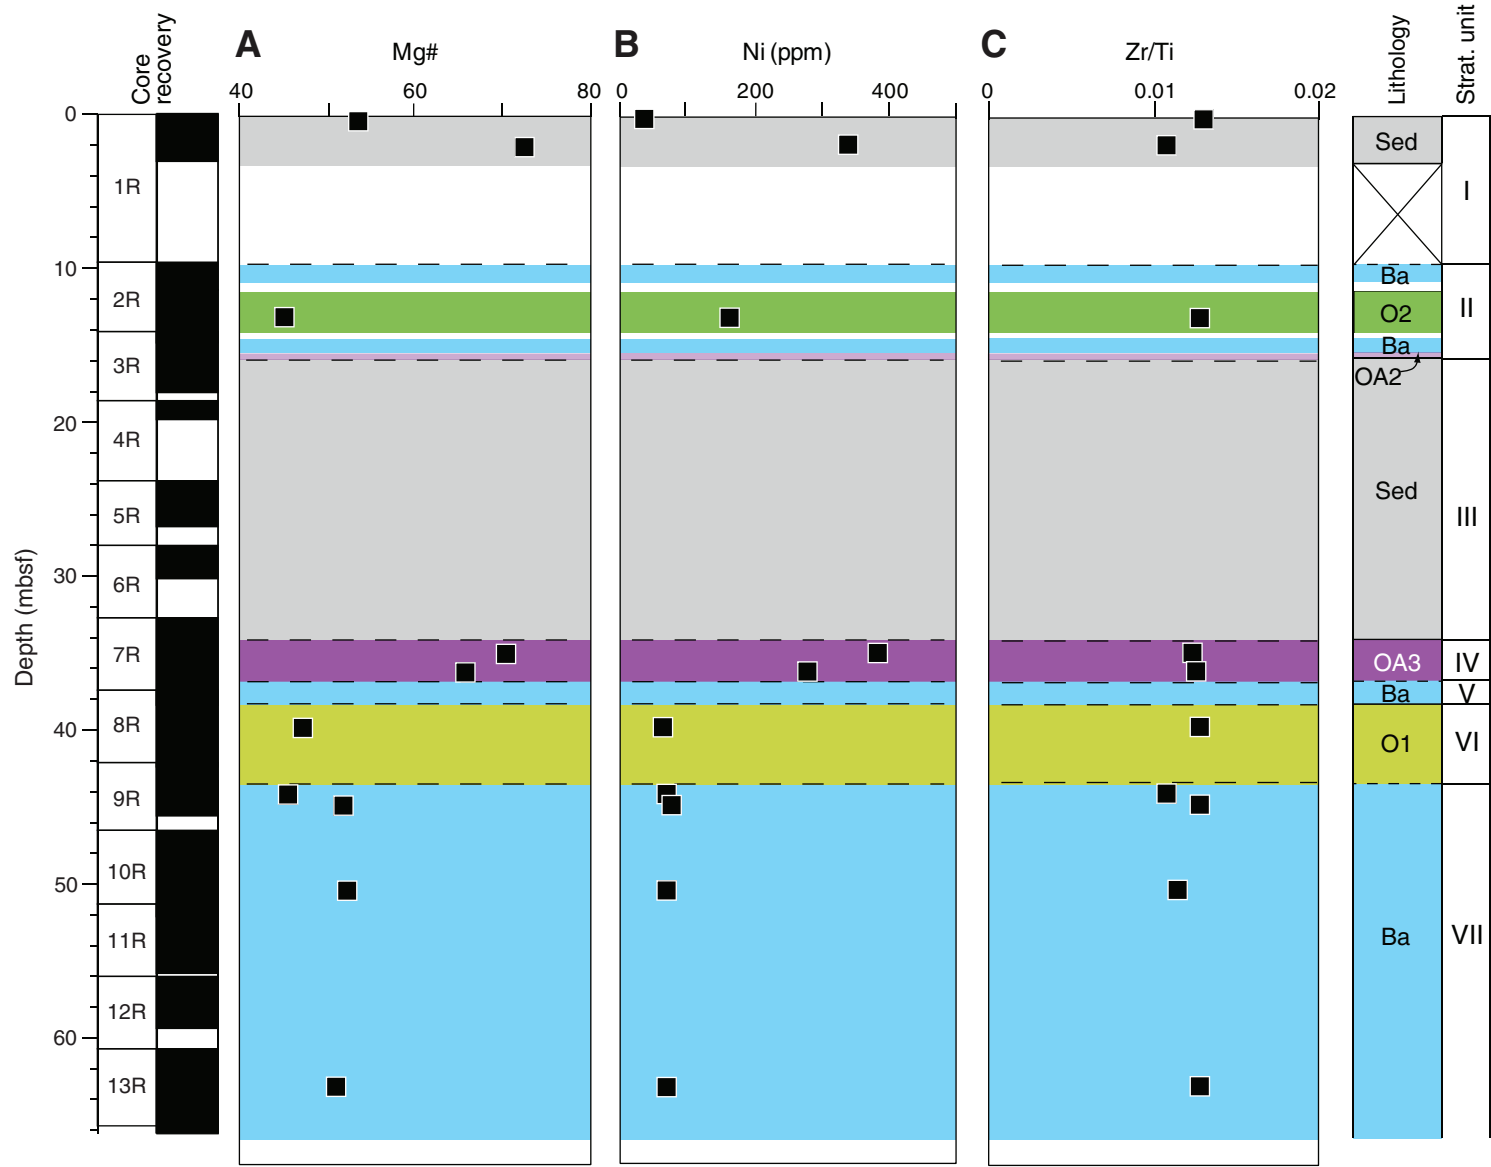 Core recovery
A
Mg#
B
Ni (ppm)
C
Zr/Ti
Lithology
Strat. unit
40 60 80
0 200 400
0 0.01 0.02
Depth (mbsf)
0
10
20
30
40
50
60
1R
2R
3R
4R
5R
6R
7R
8R
9R
10R
11R
12R
13R
Sed
Ba
O2
Ba
OA2
Sed
OA3
Ba
O1
Ba
I
II
III
IV
V
VI
VII